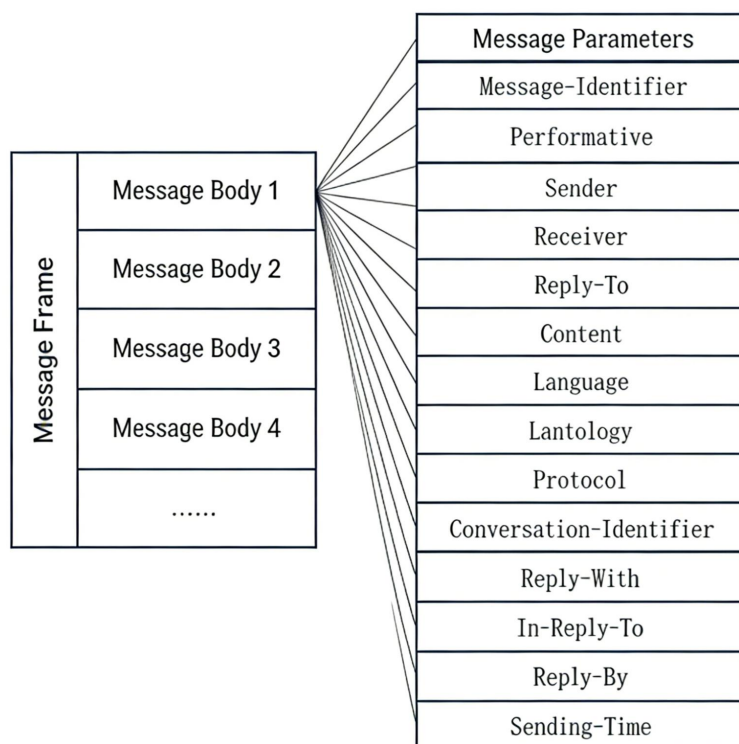 Message Frame
Message Body 1
Message Body 2
Message Body 3
Message Body 4
......
Message Parameters
Message-Identifier
Performative
Sender
Receiver
Reply-To
Content
Language
Lantology
Protocol
Conversation-Identifier
Reply-With
In-Reply-To
Reply-By
Sending-Time